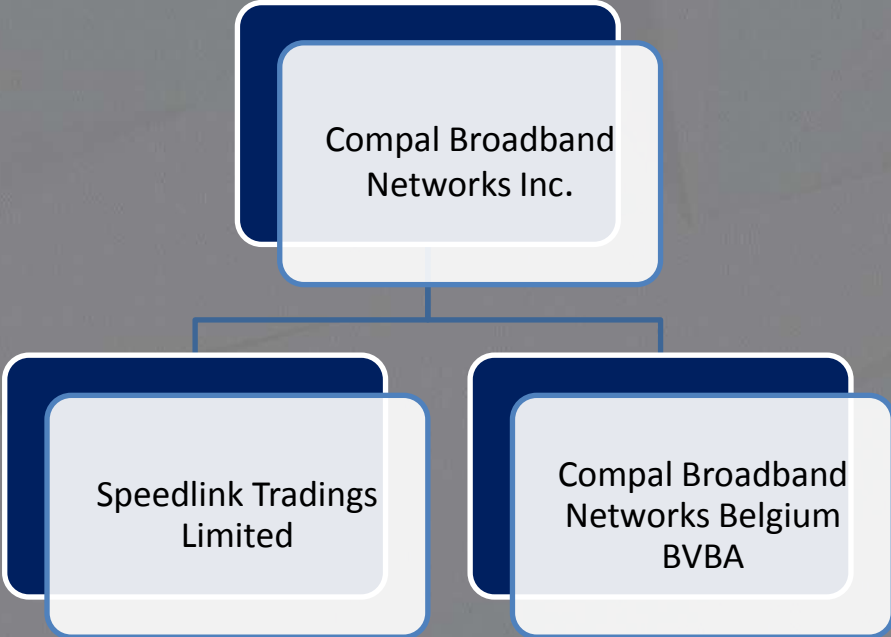 Compal Broadband
Networks Inc.
Speedlink Tradings
Limited
Compal Broadband
Networks Belgium
BVBA